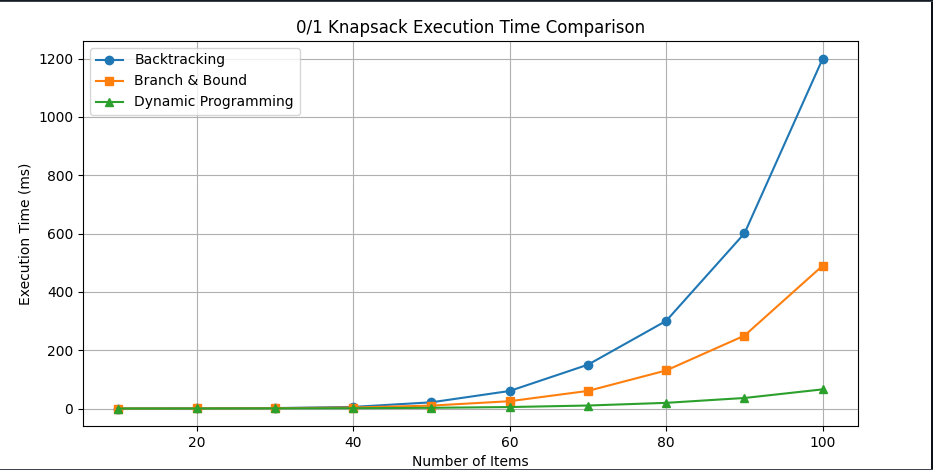 0/1 Knapsack Execution Time Comparison
Backtracking
Branch & Bound
Dynamic Programming
1200
1000
800
600
400
200
0
Execution Time (ms)
20 40 60 80 100
Number of Items